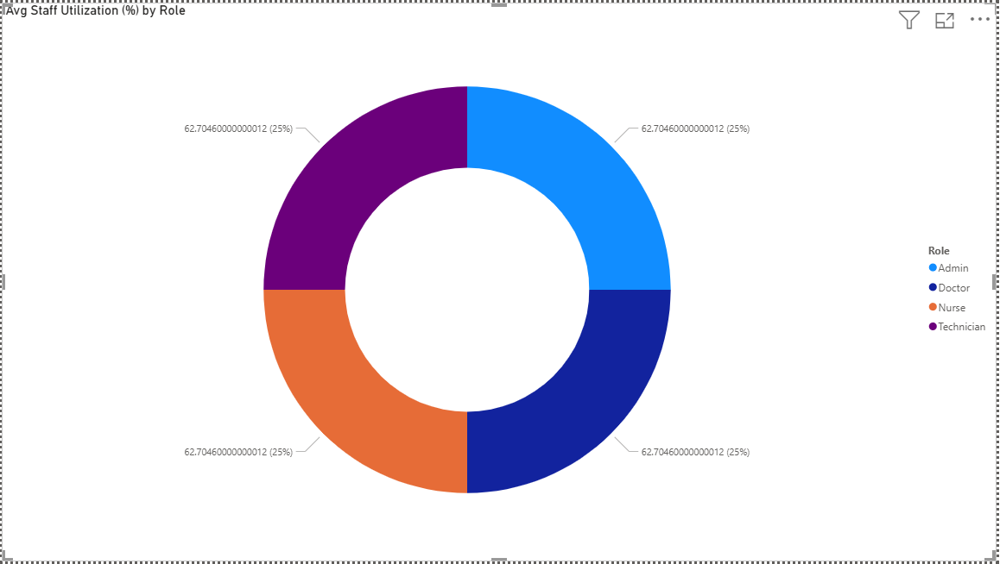 Avg Staff Utilization (%) by Role
62.70460000000012 (25%)
62.70460000000012 (25%)
Role
Admin
Doctor
Nurse
Technician
62.70460000000012 (25%)
62.70460000000012 (25%)